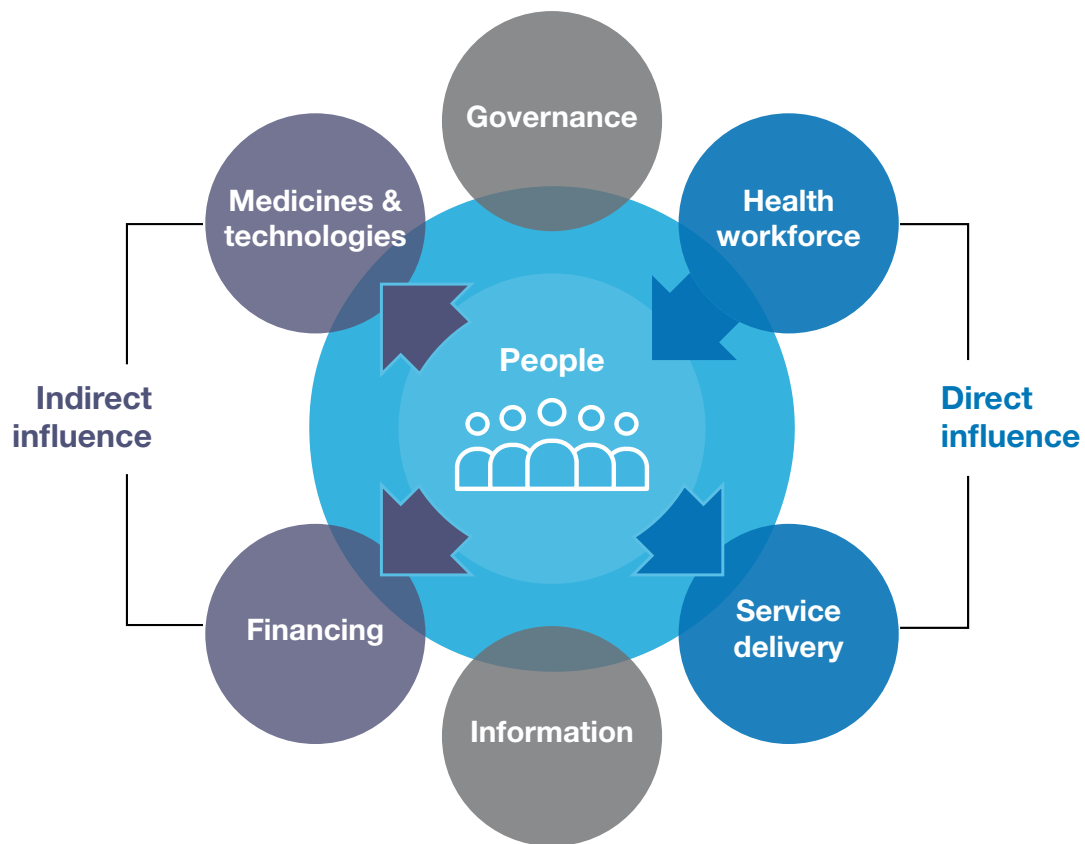 Governance
Medicines &
technologies
Health
workforce
People
Indirect
influence
Direct
influence
Financing
Service
delivery
Information